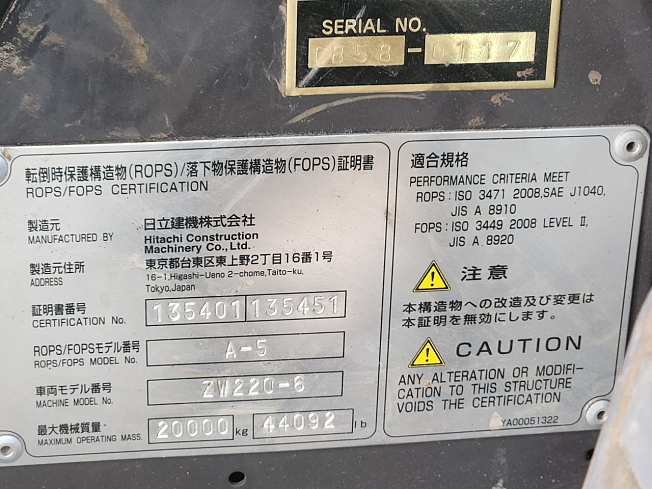 SERIAL NO.
CB58-0147
転倒時保護構造物(ROPS)/落下物保護構造物(FOPS)証明書
ROPS/FOPS CERTIFICATION
製造元 日立建機株式会社
MANUFACTURED BY Hitachi Construction
Machinery Co., Ltd.
製造元住所 東京都台東区東上野2丁目16番1号
ADDRESS 16-1,Higashi-Ueno 2-chome,Taito-ku,
Tokyo,Japan
証明書番号 135401 135451
CERTIFICATION No.
ROPS/FOPSモデル番号 A-5
ROPS/FOPS MODEL No.
車両モデル番号 ZW220-6
MACHINE MODEL No.
最大機械質量 20000 kg 44092 lb
MAXIMUM OPERATING MASS.
適合規格
PERFORMANCE CRITERIA MEET
ROPS : ISO 3471 2008,SAE J1040,
JIS A 8910
FOPS : ISO 3449 2008 LEVEL II,
JIS A 8920
注意
本構造物への改造及び変更は
本証明を無効にします。
CAUTION
ANY ALTERATION OR MODIFI-
CATION TO THIS STRUCTURE
VOIDS THE CERTIFICATION
YA00051322